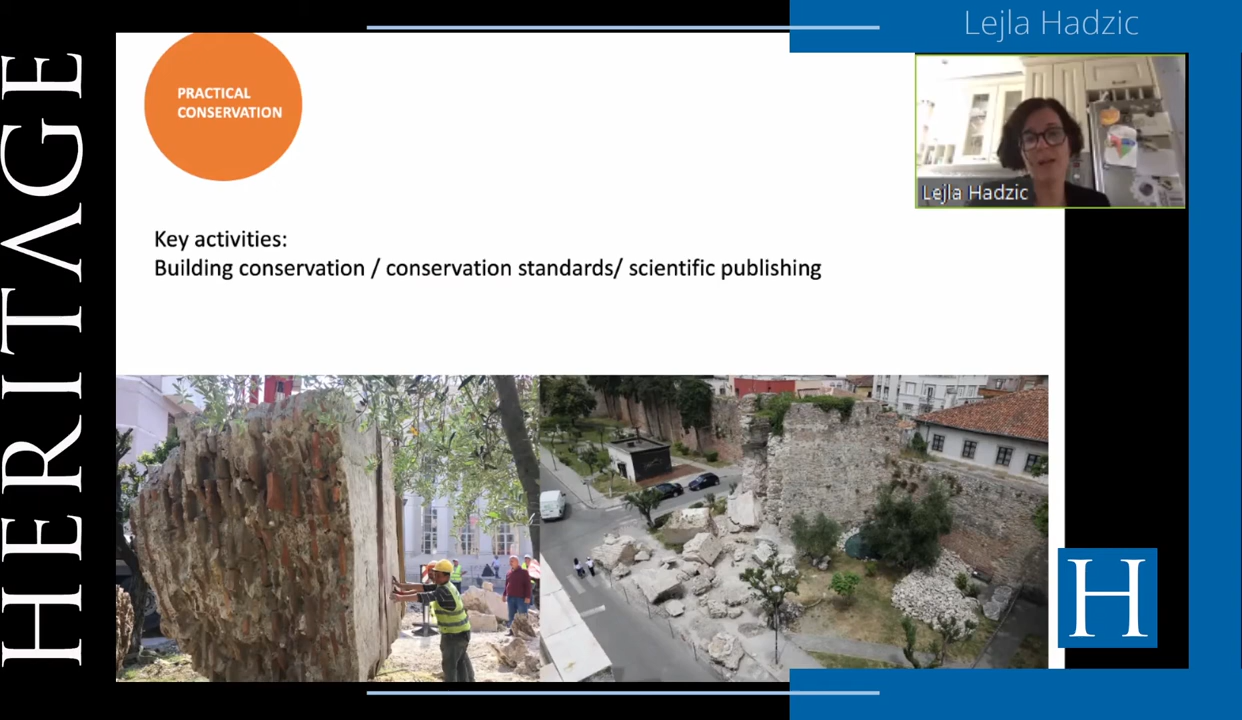 HERITAGE
Lejla Hadzic
PRACTICAL
CONSERVATION
Lejla Hadzic
Key activities:
Building conservation / conservation standards/ scientific publishing
H